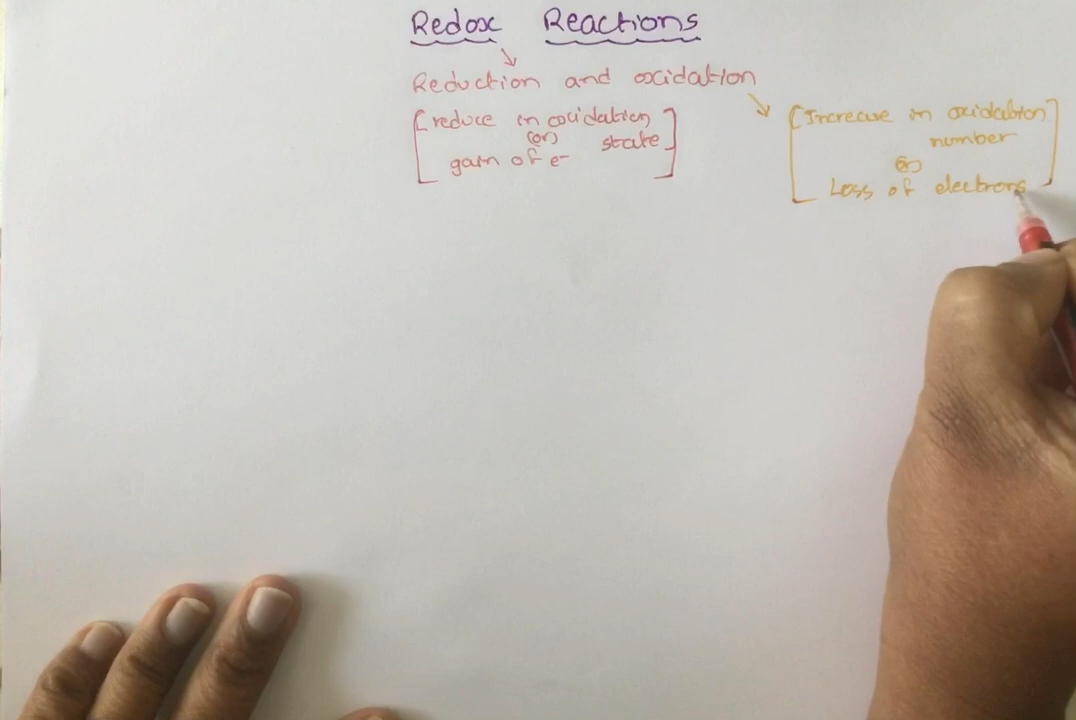 Redox Reactions
Reduction and oxidation
[reduce in oxidation state]
(or)
gain of e-
[Increase in oxidation
number
(or)
Loss of electrons]